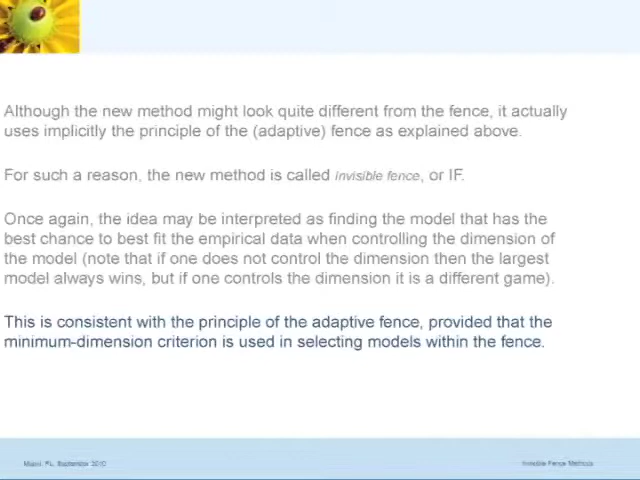 Although the new method might look quite different from the fence, it actually
uses implicitly the principle of the (adaptive) fence as explained above.
For such a reason, the new method is called invisible fence, or IF.
Once again, the idea may be interpreted as finding the model that has the
best chance to best fit the empirical data when controlling the dimension of
the model (note that if one does not control the dimension then the largest
model always wins, but if one controls the dimension it is a different game).
This is consistent with the principle of the adaptive fence, provided that the
minimum-dimension criterion is used in selecting models within the fence.
Miami, FL, September 2010
Invisible Fence Methods